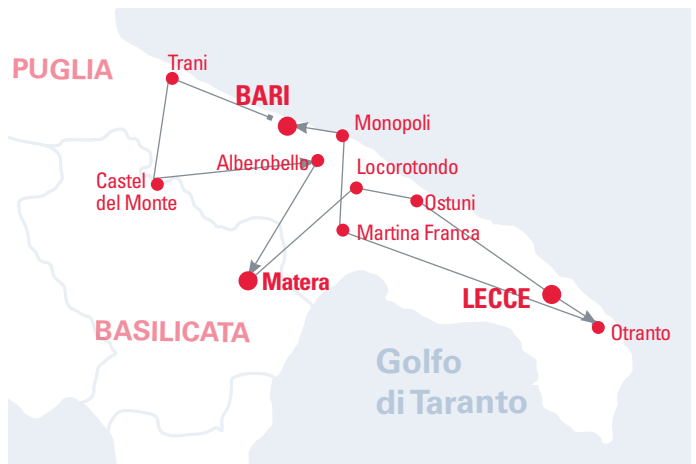 Trani
PUGLIA
BARI
Monopoli
Alberobello
Locorotondo
Castel
del Monte
Ostuni
Martina Franca
Matera
LECCE
BASILICATA
Otranto
Golfo
di Taranto